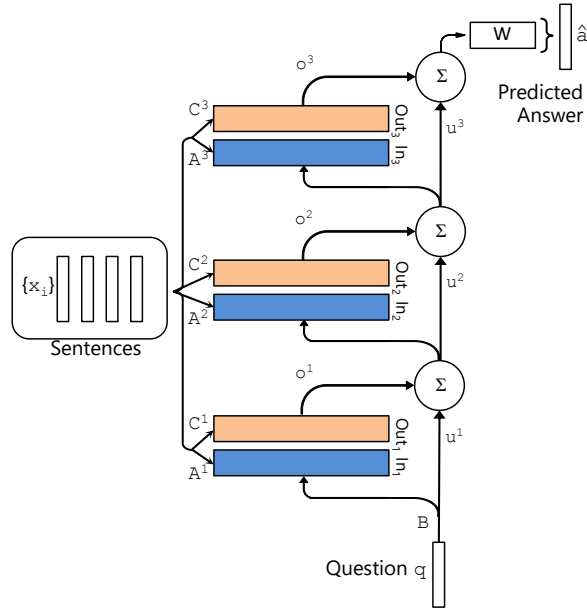 W
â
Σ
Predicted
Answer
o³
C³
A³
Out₃
In₃
u³
o²
Σ
C²
A²
Out₂
In₂
u²
{xᵢ}
Sentences
o¹
Σ
C¹
A¹
Out₁
In₁
u¹
B
Question q